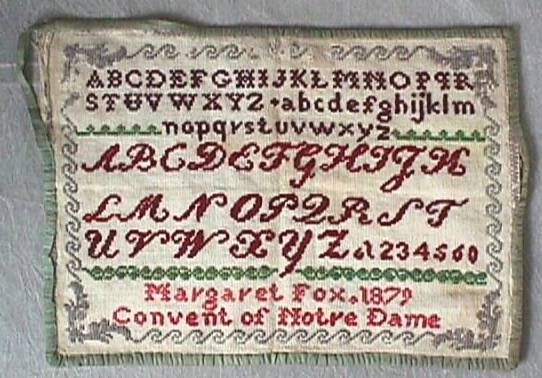 ABCDEFGHIJKLMNOPQR
STUVWXYZ·abcdefghijklm
nopqrstuvwxyz
ABCDEFGHIJK
LMNOPQRST
UVWXYZ.1234560
Margaret Fox.1879
Convent of Notre Dame